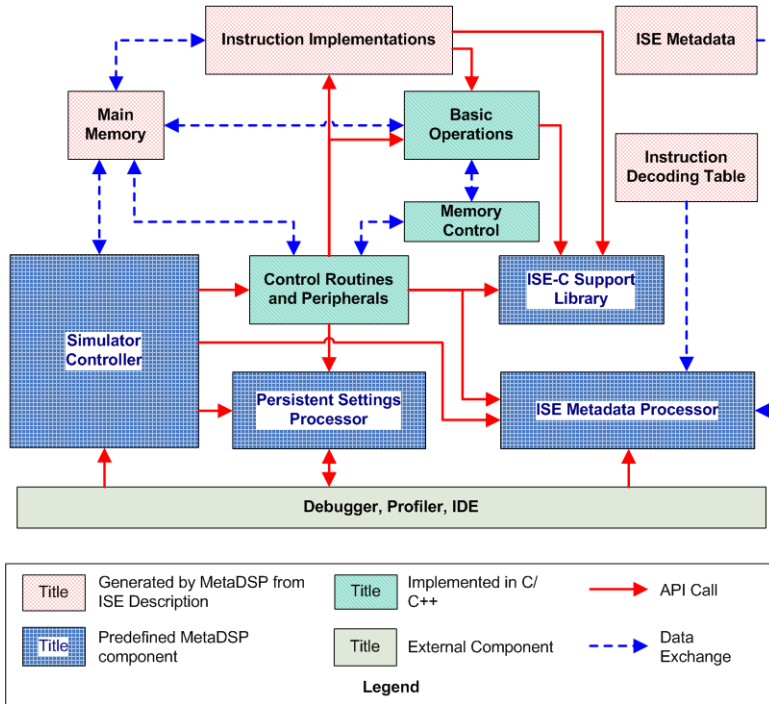 Instruction Implementations
ISE Metadata
Main
Memory
Basic
Operations
Instruction
Decoding Table
Memory
Control
Control Routines
and Peripherals
ISE-C Support
Library
Simulator
Controller
Persistent Settings
Processor
ISE Metadata Processor
Debugger, Profiler, IDE
Title
Generated by MetaDSP from
ISE Description
Title
Implemented in C/
C++
API Call
Title
Predefined MetaDSP
component
Title
External Component
Data
Exchange
Legend